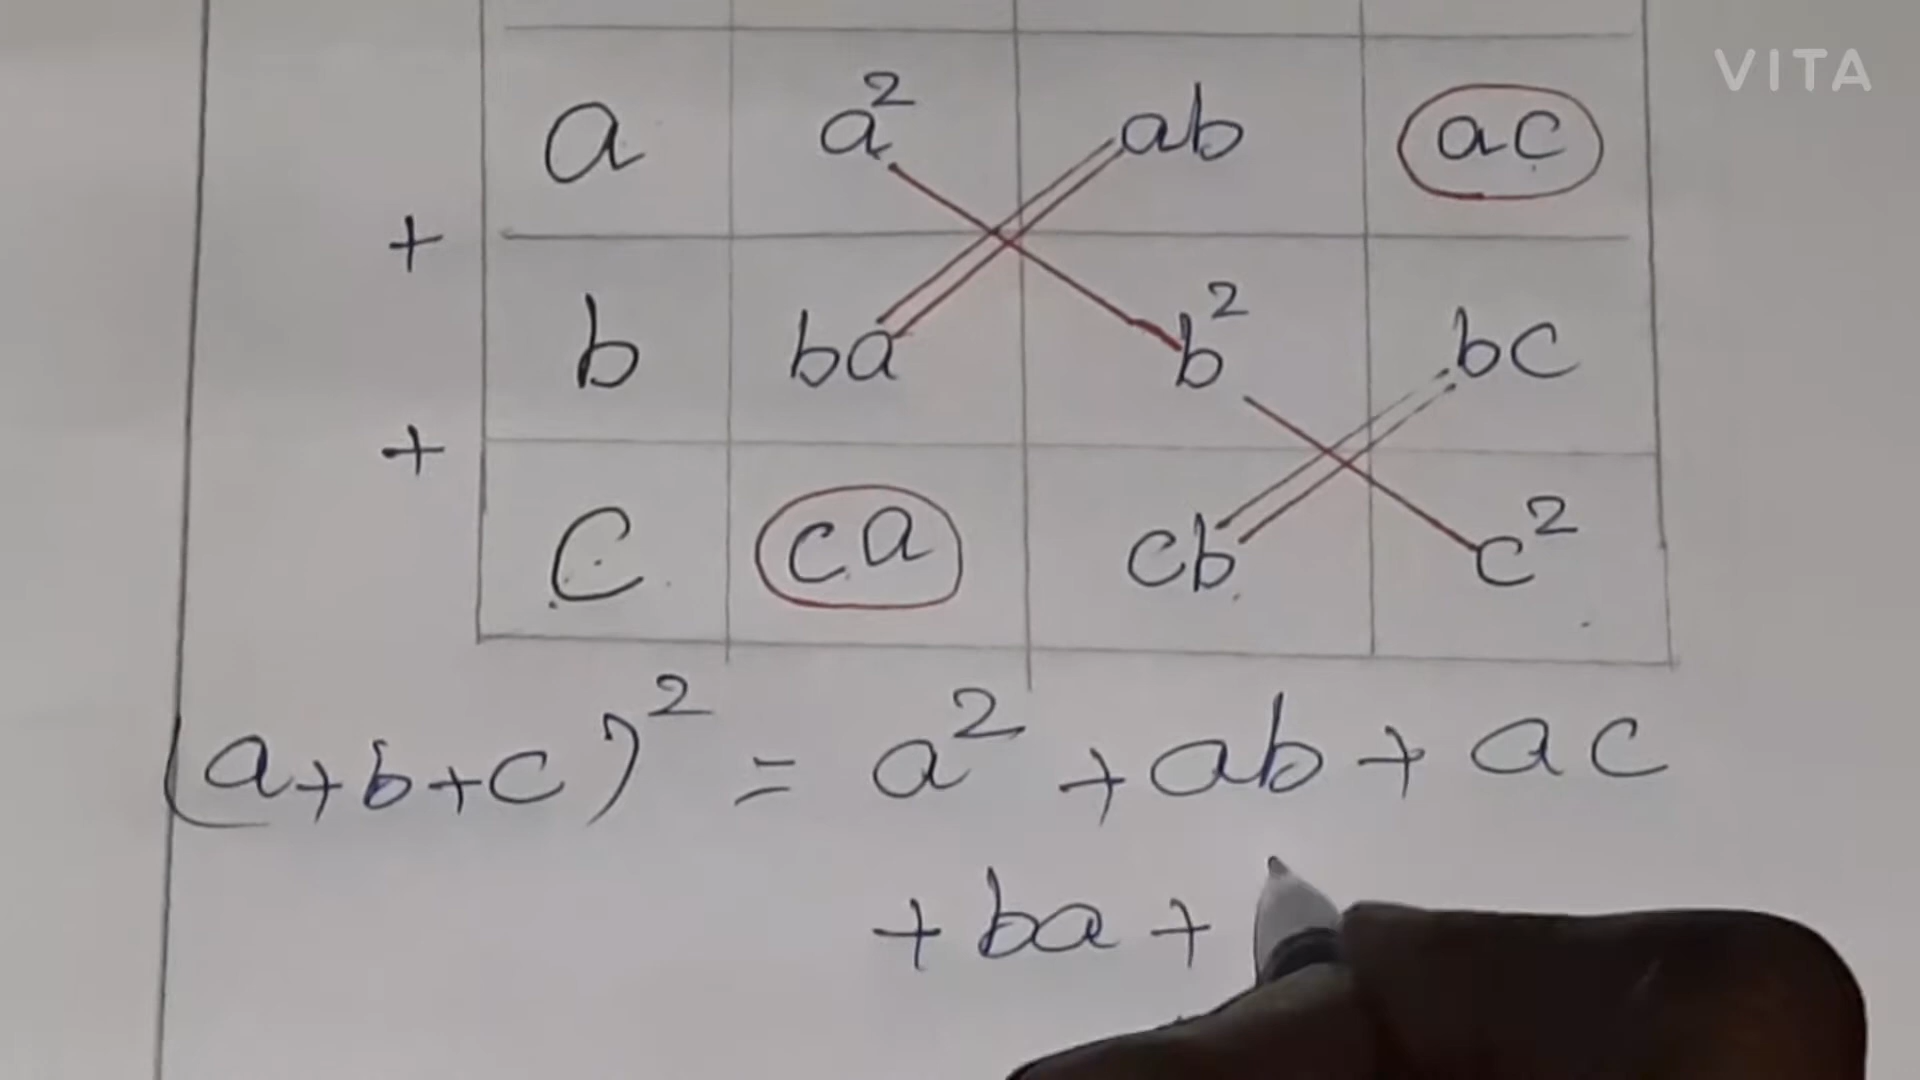 VITA
a a² ab ac
+
b ba b² bc
+
c ca cb c²
(a+b+c)² = a² + ab + ac
+ ba +